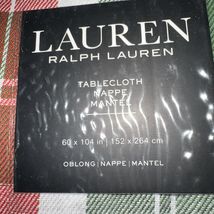 LAUREN
RALPH LAUREN
TABLECLOTH
NAPPE
MANTEL
60 x 104 in | 152 x 264 cm
OBLONG | NAPPE | MANTEL